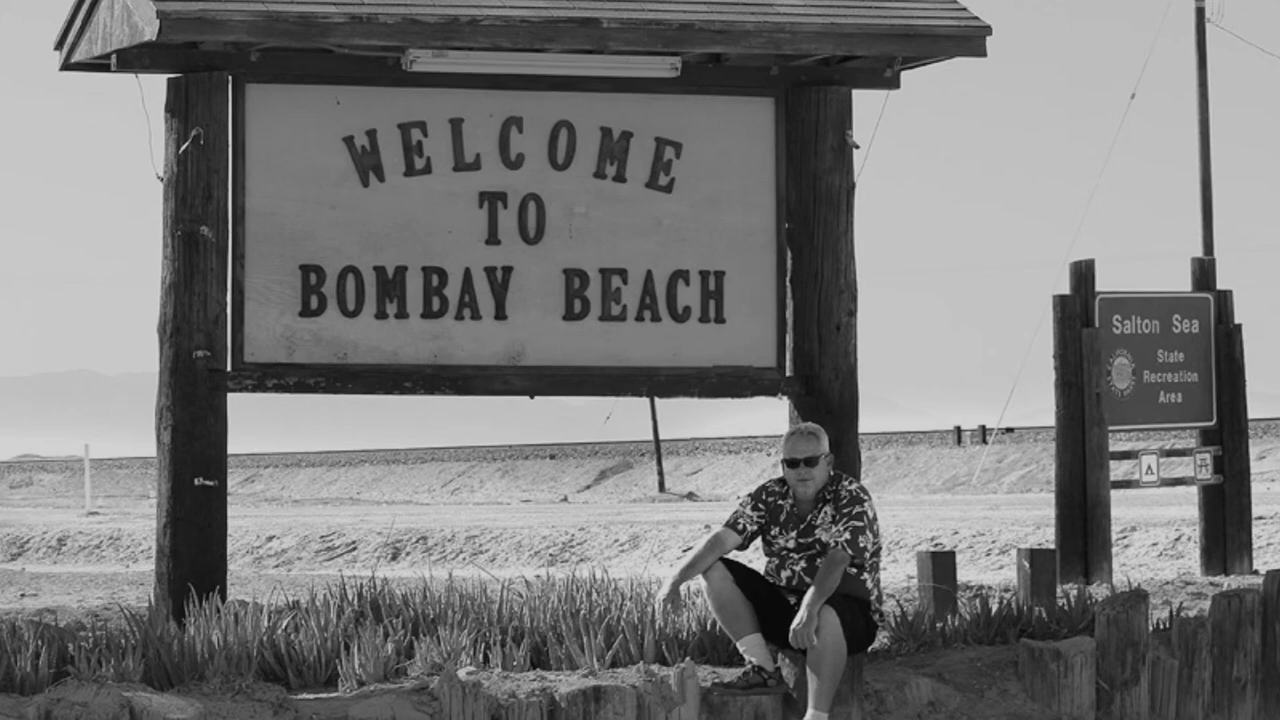 WELCOME
TO
BOMBAY BEACH
Salton Sea
State
Recreation
Area